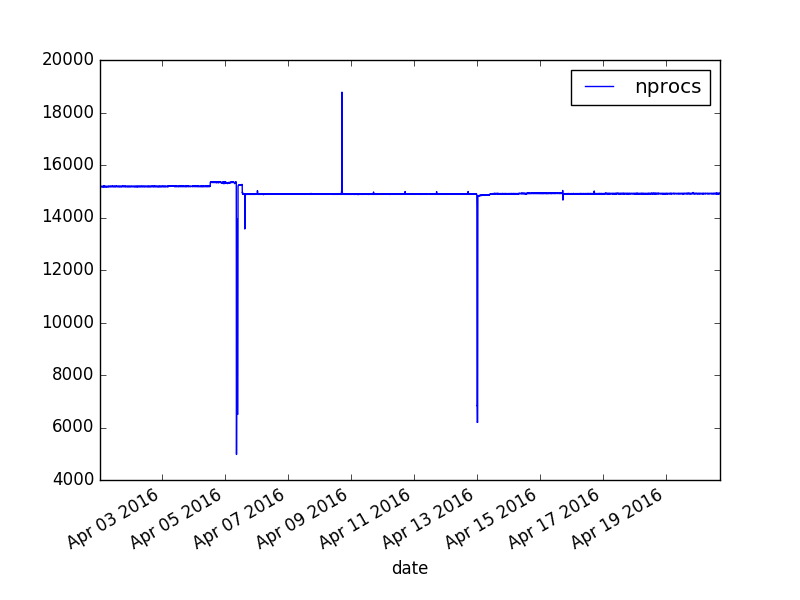 20000
18000
16000
14000
12000
10000
8000
6000
4000
nprocs
Apr 03 2016
Apr 05 2016
Apr 07 2016
Apr 09 2016
Apr 11 2016
Apr 13 2016
Apr 15 2016
Apr 17 2016
Apr 19 2016
date